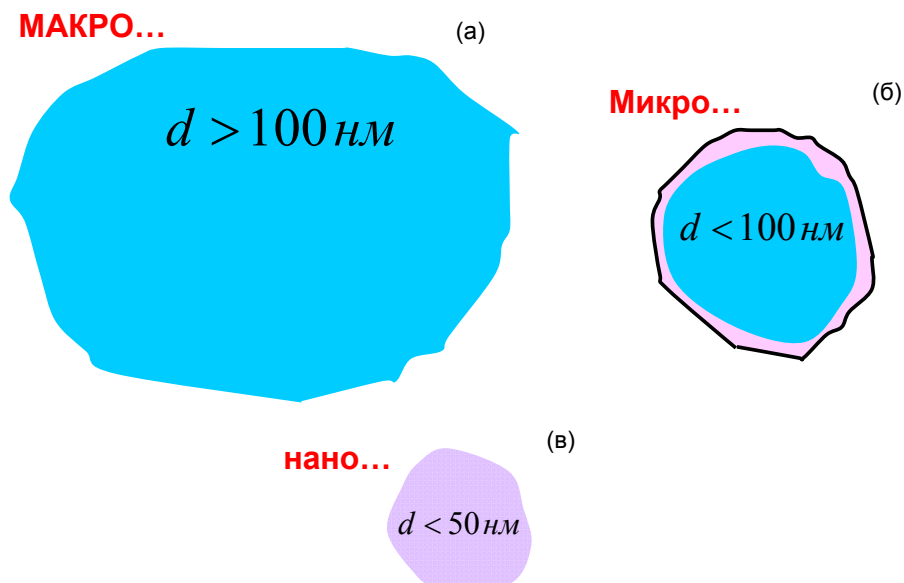 МАКРО...
(а)
d > 100 нм
Микро...
(б)
d < 100 нм
нано...
(в)
d < 50 нм